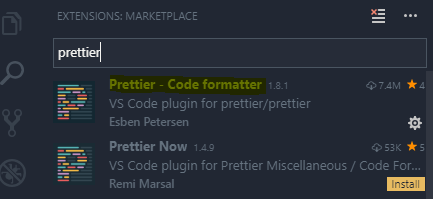 EXTENSIONS: MARKETPLACE
prettier
Prettier - Code formatter 1.8.1 7.4M 4
VS Code plugin for prettier/prettier
Esben Petersen
Prettier Now 1.4.9 53K 5
VS Code plugin for Prettier Miscellaneous / Code For...
Remi Marsal Install